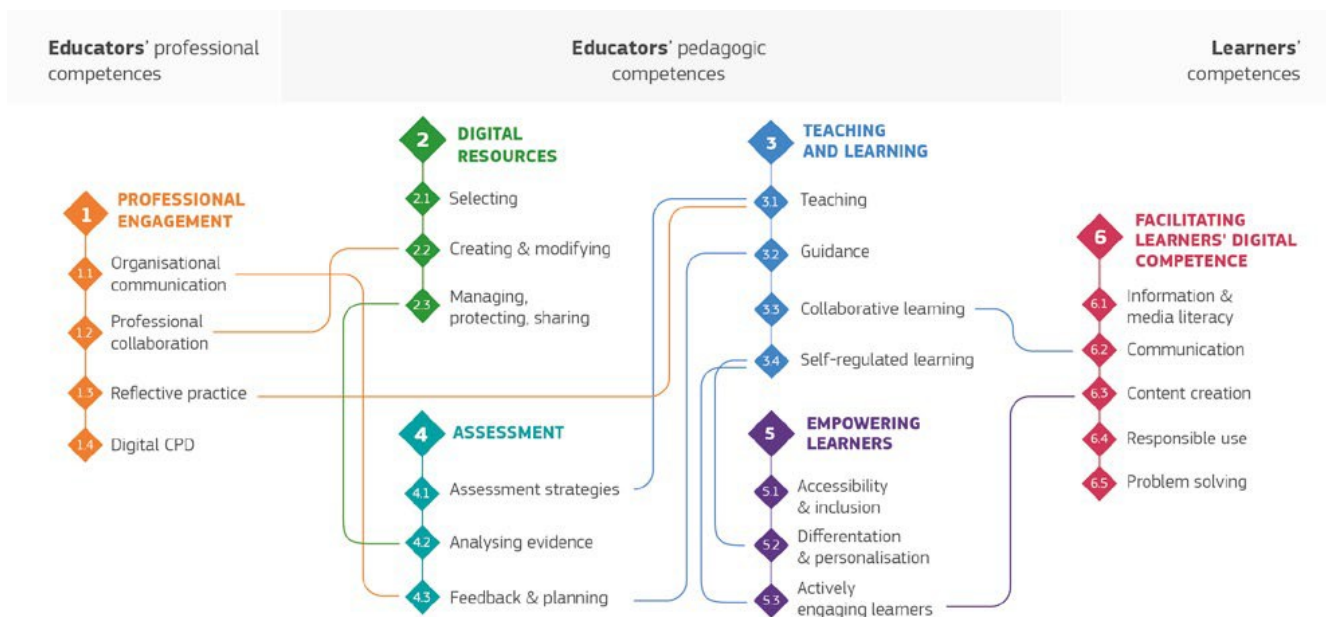 Educators' professional
competences
Educators' pedagogic
competences
Learners'
competences
1
PROFESSIONAL
ENGAGEMENT
1.1
Organisational
communication
1.2
Professional
collaboration
1.3
Reflective practice
1.4
Digital CPD
2
DIGITAL
RESOURCES
2.1
Selecting
2.2
Creating & modifying
2.3
Managing,
protecting, sharing
4
ASSESSMENT
4.1
Assessment strategies
4.2
Analysing evidence
4.3
Feedback & planning
3
TEACHING
AND LEARNING
3.1
Teaching
3.2
Guidance
3.3
Collaborative learning
3.4
Self-regulated learning
5
EMPOWERING
LEARNERS
5.1
Accessibility
& inclusion
5.2
Differentation
& personalisation
5.3
Actively
engaging learners
6
FACILITATING
LEARNERS' DIGITAL
COMPETENCE
6.1
Information &
media literacy
6.2
Communication
6.3
Content creation
6.4
Responsible use
6.5
Problem solving